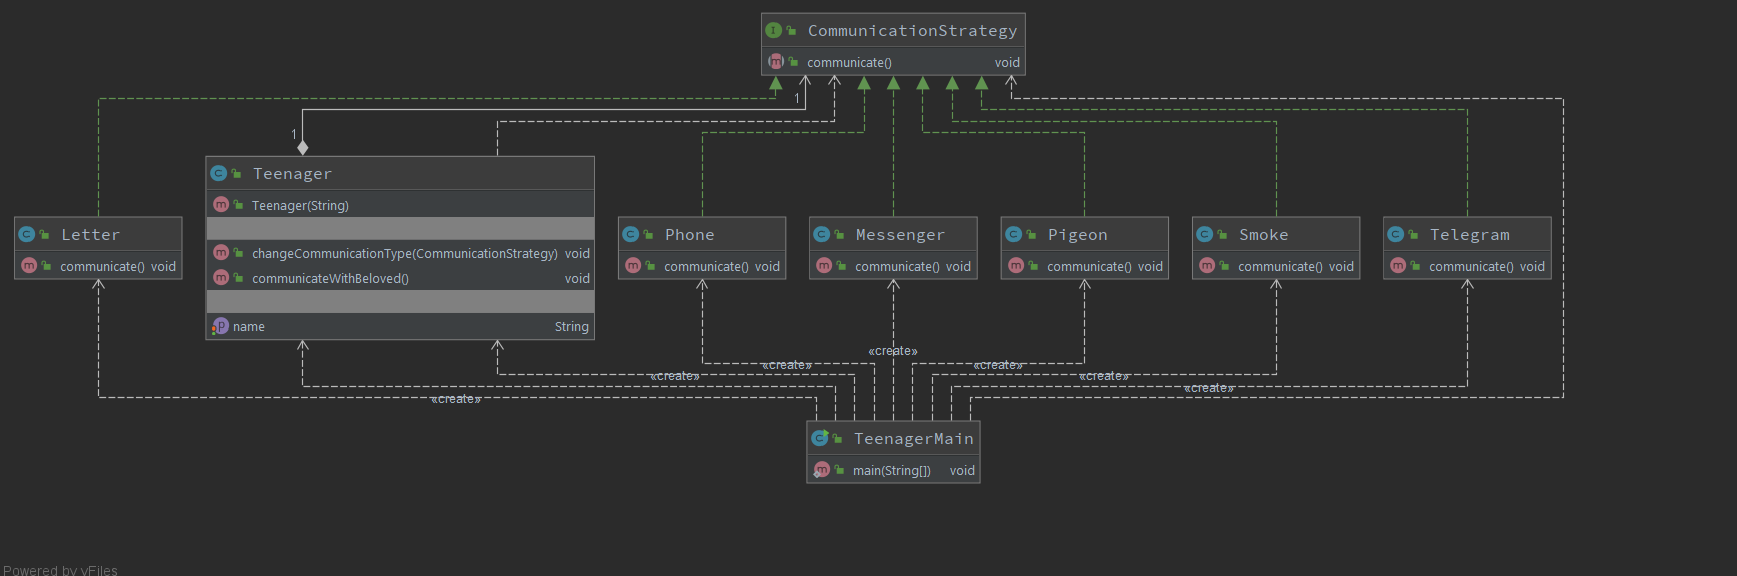 I CommunicationStrategy
m communicate() void
1
1
C Teenager
m Teenager(String)
m changeCommunicationType(CommunicationStrategy) void
m communicateWithBeloved() void
p name String
C Letter
m communicate() void
C Phone
m communicate() void
C Messenger
m communicate() void
C Pigeon
m communicate() void
C Smoke
m communicate() void
C Telegram
m communicate() void
«create»
«create»
«create»
«create»
«create»
«create»
«create»
C TeenagerMain
m main(String[]) void
Powered by yFiles